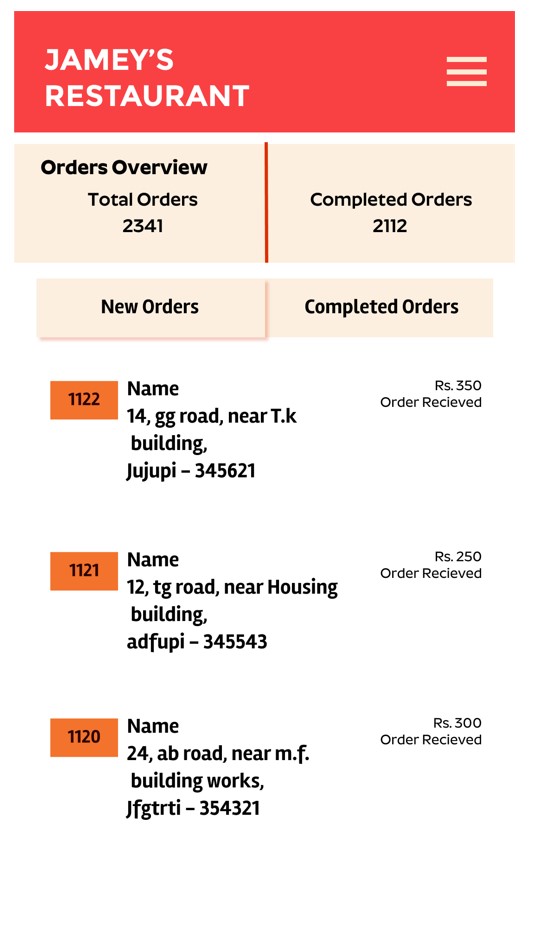 JAMEY’S
RESTAURANT
Orders Overview
Total Orders
2341
Completed Orders
2112
New Orders
Completed Orders
1122
Name
14, gg road, near T.k
building,
Jujupi – 345621
Rs. 350
Order Recieved
1121
Name
12, tg road, near Housing
building,
adfupi – 345543
Rs. 250
Order Recieved
1120
Name
24, ab road, near m.f.
building works,
Jfgtrti – 354321
Rs. 300
Order Recieved